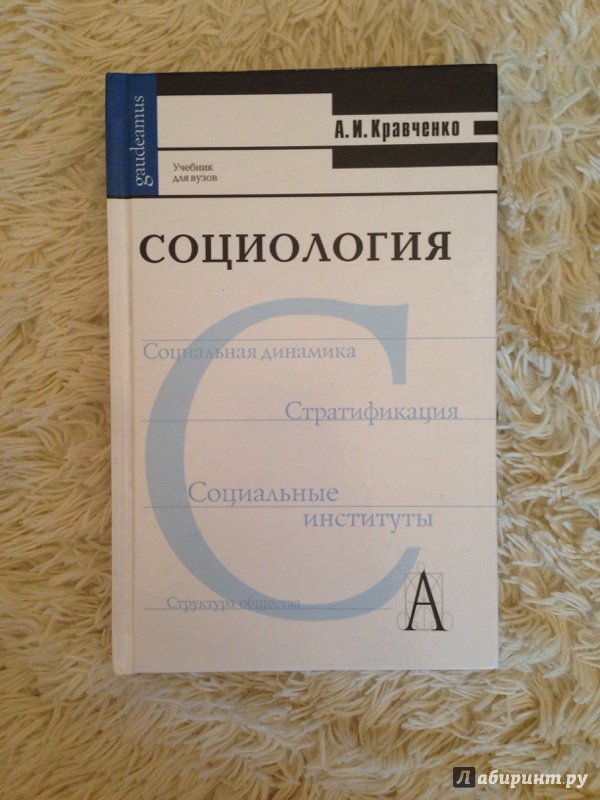 gaudeamus
А.И. Кравченко
Учебник
для вузов
СОЦИОЛОГИЯ
С
Социальная динамика
Стратификация
Социальные
институты
Структура общества
А
Лабиринт.ру